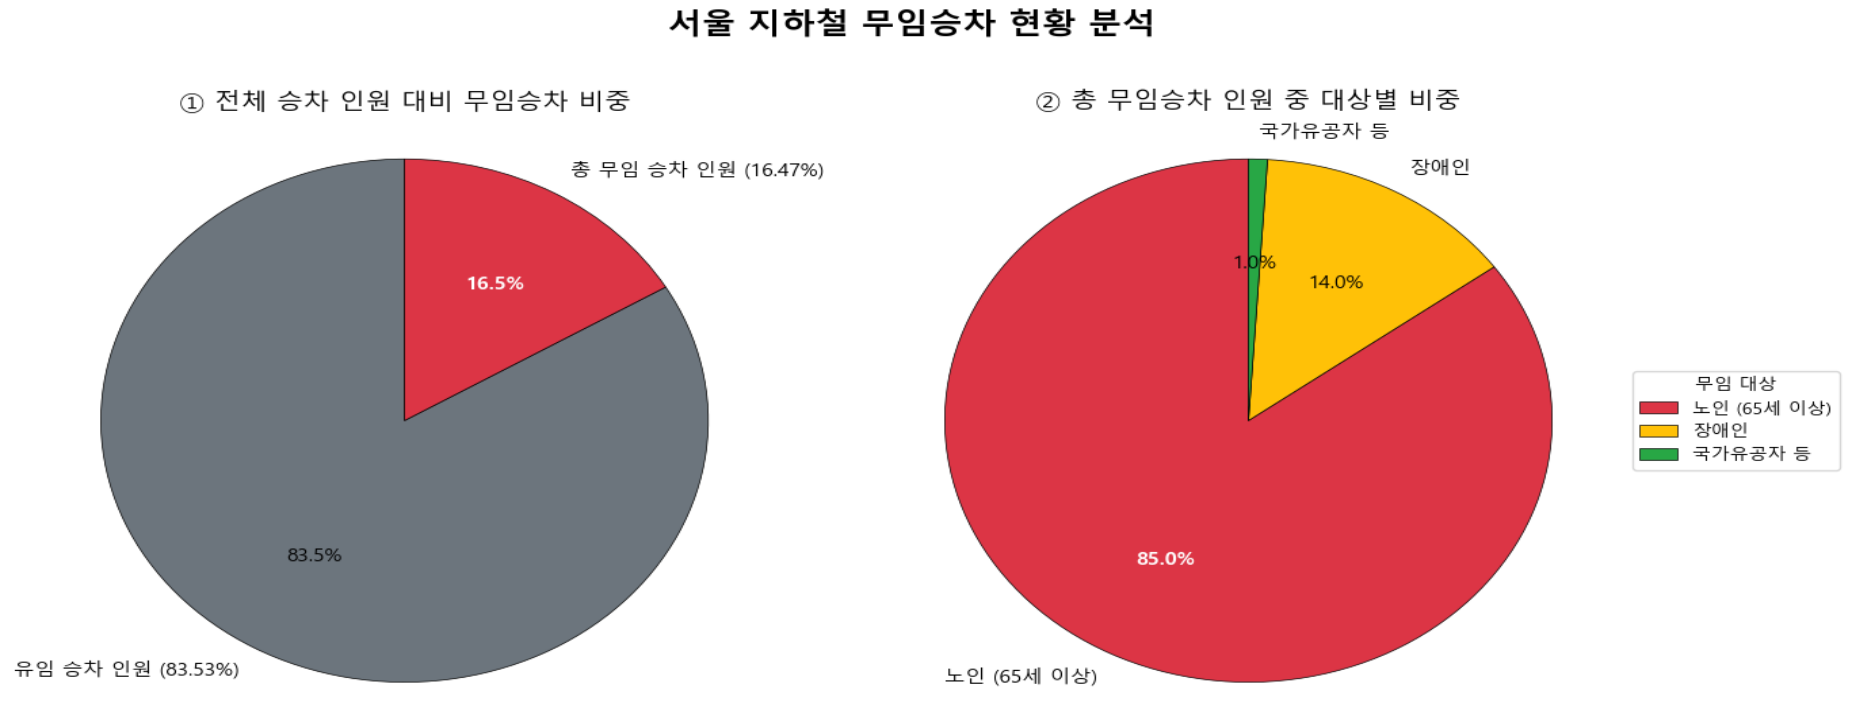 서울 지하철 무임승차 현황 분석
① 전체 승차 인원 대비 무임승차 비중
총 무임 승차 인원 (16.47%)
16.5%
83.5%
유임 승차 인원 (83.53%)
② 총 무임승차 인원 중 대상별 비중
국가유공자 등
장애인
1.0%
14.0%
85.0%
노인 (65세 이상)
무임 대상
노인 (65세 이상)
장애인
국가유공자 등